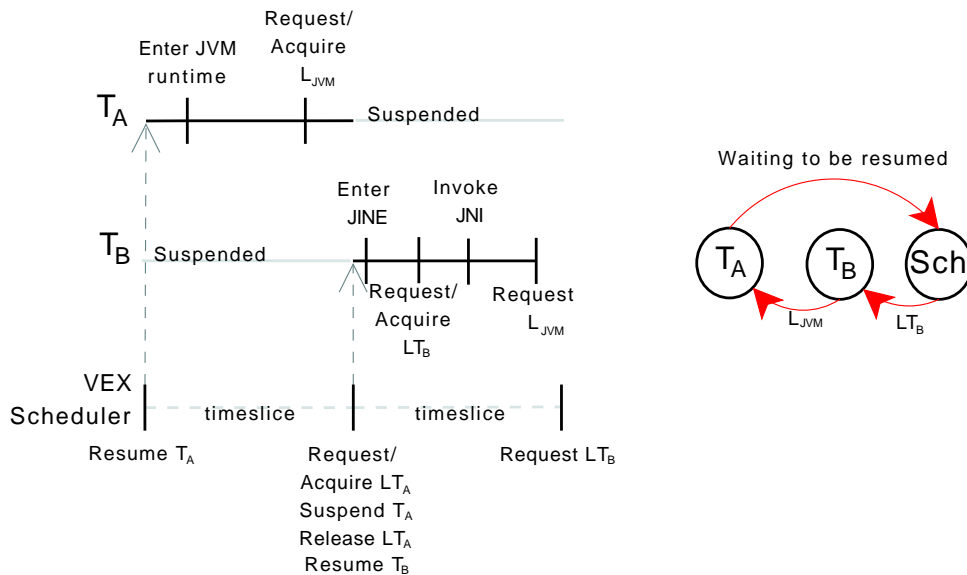 Request/
Acquire
L_JVM
Enter JVM
runtime
T_A
Suspended
Enter
JINE
Invoke
JNI
T_B
Suspended
Request/
Acquire
LT_B
Request
L_JVM
VEX
Scheduler
timeslice
timeslice
Resume T_A
Request/
Acquire LT_A
Suspend T_A
Release LT_A
Resume T_B
Request LT_B
Waiting to be resumed
T_A
T_B
Sch
L_JVM
LT_B